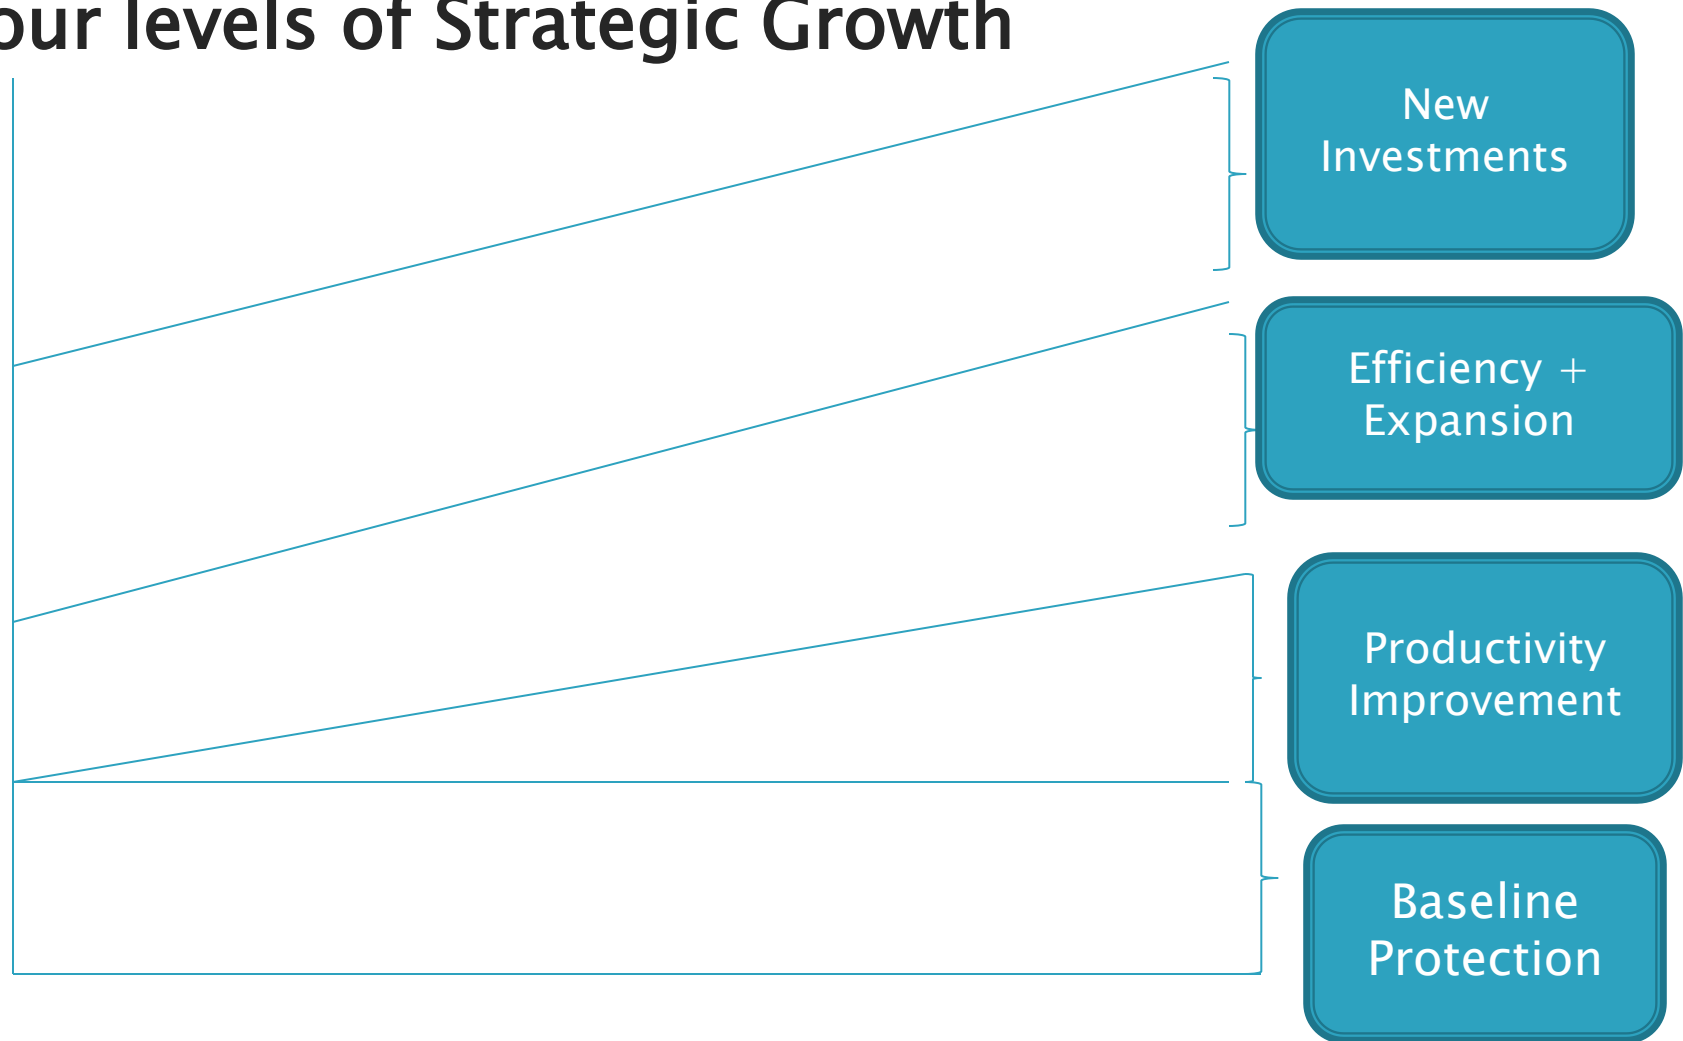 our levels of Strategic Growth
New
Investments
Efficiency +
Expansion
Productivity
Improvement
Baseline
Protection